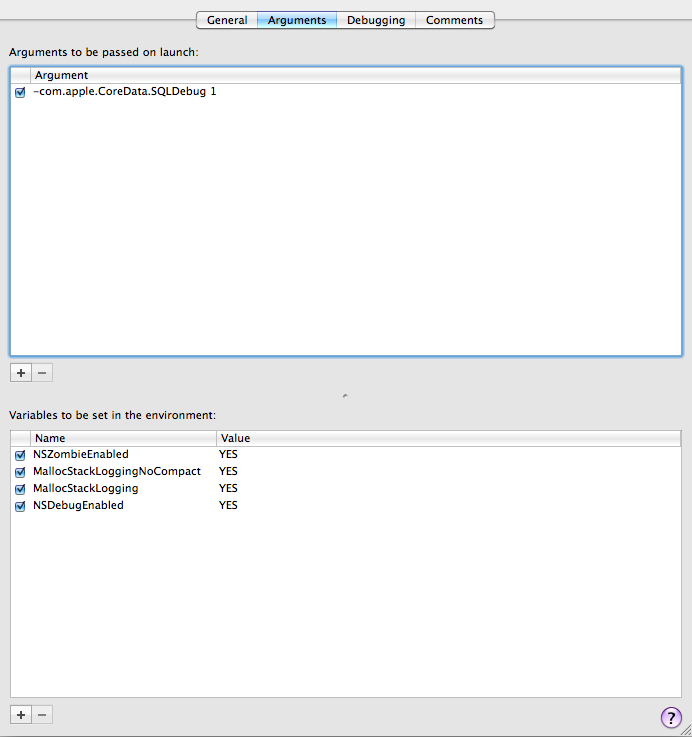 General Arguments Debugging Comments
Arguments to be passed on launch:
Argument
-com.apple.CoreData.SQLDebug 1
+ −
Variables to be set in the environment:
Name Value
NSZombieEnabled YES
MallocStackLoggingNoCompact YES
MallocStackLogging YES
NSDebugEnabled YES
+ −
?